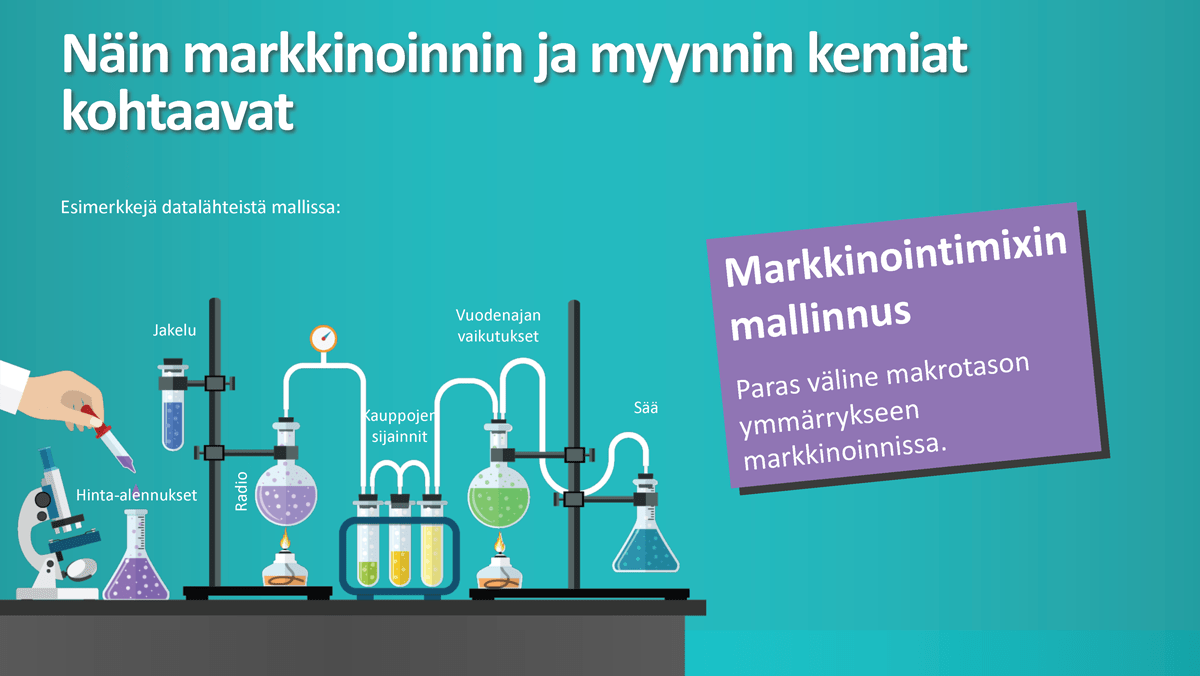 Näin markkinoinnin ja myynnin kemiat
kohtaavat
Esimerkkejä datalähteistä mallissa:
Jakelu
Vuodenajan
vaikutukset
Kauppojen
sijainnit
Sää
Radio
Hinta-alennukset
Markkinointimixin
mallinnus
Paras väline makrotason
ymmärrykseen
markkinoinnissa.